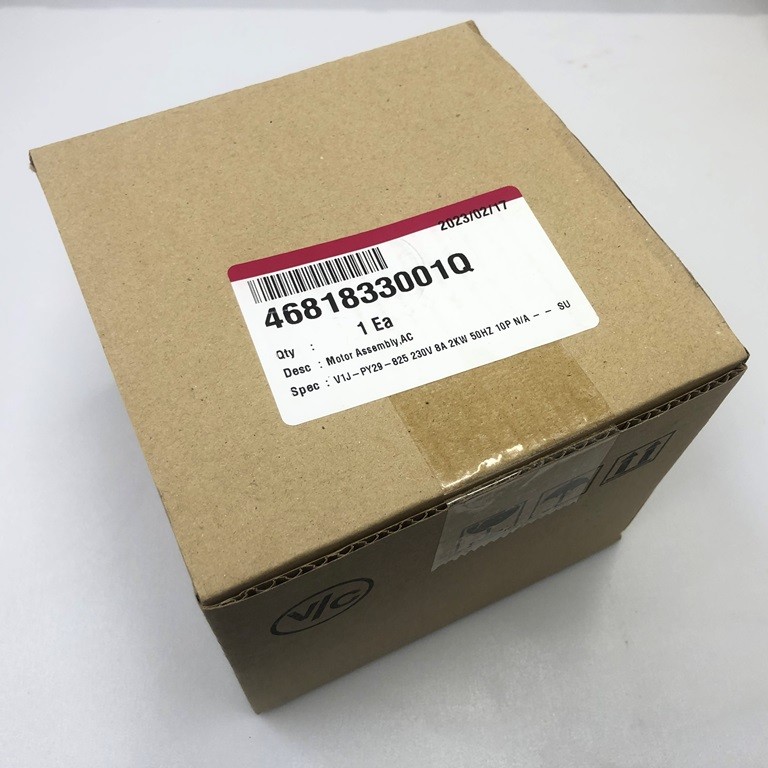 2023/02/17
4681833001Q
Qty : 1 Ea
Desc : Motor Assembly,AC
Spec : V1J-PY29-825 230V 8A 2KW 50HZ 10P N/A - - SU
V/C